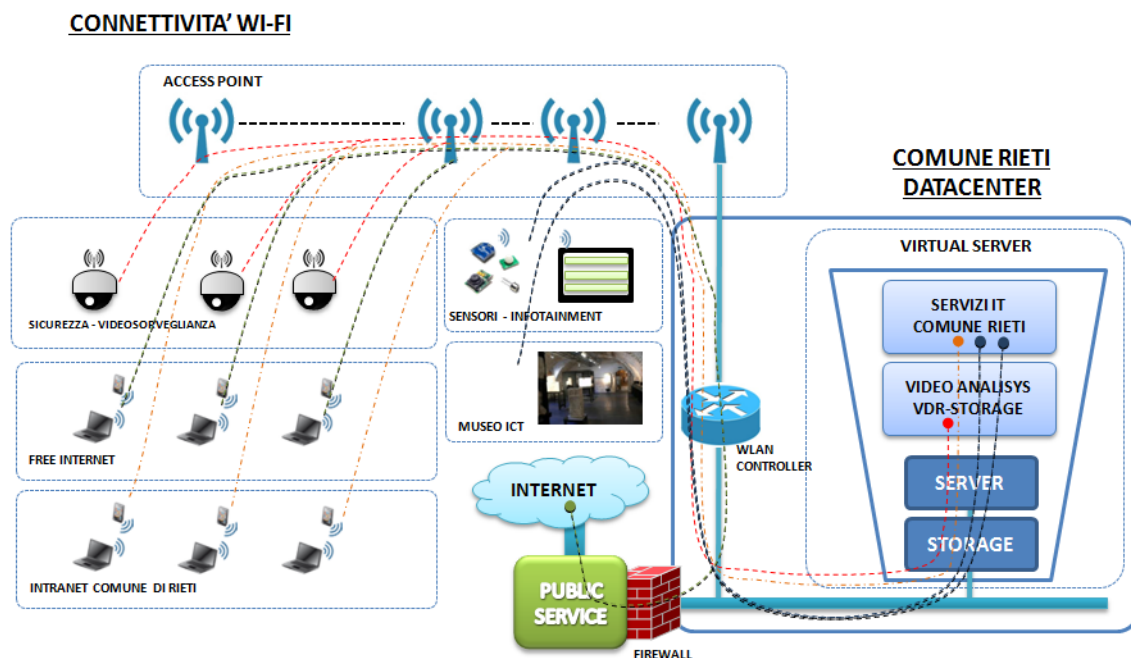 CONNETTIVITA' WI-FI
ACCESS POINT
COMUNE RIETI
DATACENTER
SICUREZZA - VIDEOSORVEGLIANZA
SENSORI - INFOTAINMENT
VIRTUAL SERVER
SERVIZI IT
COMUNE RIETI
VIDEO ANALISYS
VDR-STORAGE
FREE INTERNET
MUSEO ICT
WLAN
CONTROLLER
INTERNET
SERVER
STORAGE
INTRANET COMUNE DI RIETI
PUBLIC
SERVICE
FIREWALL